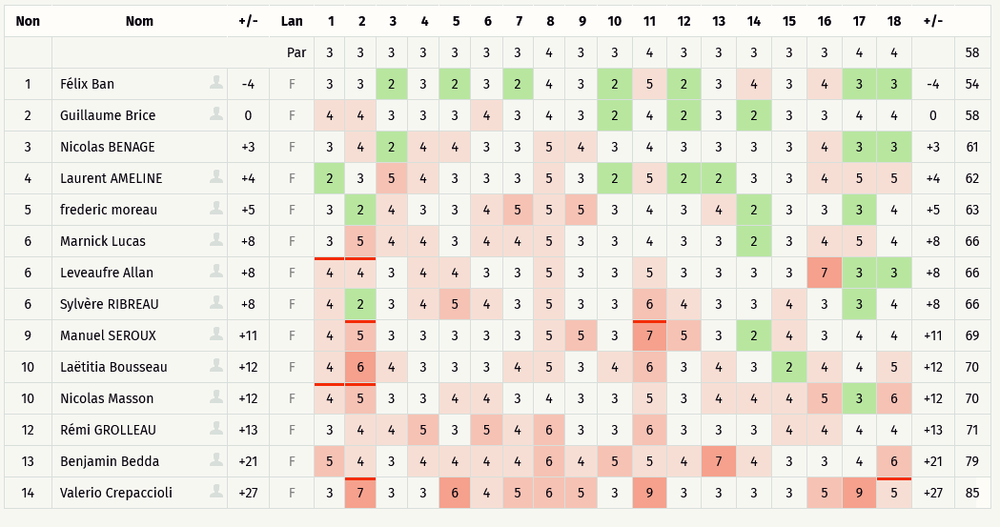 Non Nom +/- Lan 1 2 3 4 5 6 7 8 9 10 11 12 13 14 15 16 17 18 +/-
Par 3 3 3 3 3 3 3 4 3 3 4 3 3 3 3 3 4 4 58
1 Félix Ban -4 F 3 3 2 3 2 3 2 4 3 2 5 2 3 4 3 4 3 3 -4 54
2 Guillaume Brice 0 F 4 4 3 3 3 4 3 4 3 2 4 2 3 2 3 3 4 4 0 58
3 Nicolas BENAGE +3 F 3 4 2 4 4 3 3 5 4 3 4 3 3 3 3 4 3 3 +3 61
4 Laurent AMELINE +4 F 2 3 5 4 3 3 3 5 3 2 5 2 2 3 3 4 5 5 +4 62
5 frederic moreau +5 F 3 2 4 3 3 4 5 5 5 3 4 3 4 2 3 3 3 4 +5 63
6 Marnick Lucas +8 F 3 5 4 4 3 4 4 5 3 3 4 3 3 2 3 4 5 4 +8 66
6 Leveaufre Allan +8 F 4 4 3 4 4 3 3 5 3 3 5 3 3 3 3 7 3 3 +8 66
6 Sylvère RIBREAU +8 F 4 2 3 4 5 4 3 5 3 3 6 4 3 3 4 3 3 4 +8 66
9 Manuel SEROUX +11 F 4 5 3 3 3 3 3 5 5 3 7 5 3 2 4 3 4 4 +11 69
10 Laëtitia Bousseau +12 F 4 6 4 3 3 3 4 5 3 4 6 3 4 3 2 4 4 5 +12 70
10 Nicolas Masson +12 F 4 5 3 3 4 4 3 4 3 3 5 3 4 4 4 5 3 6 +12 70
12 Rémi GROLLEAU +13 F 3 4 4 5 3 5 4 6 3 3 6 3 3 3 4 4 4 4 +13 71
13 Benjamin Bedda +21 F 5 4 3 4 4 4 4 6 4 5 5 4 7 4 3 3 4 6 +21 79
14 Valerio Crepaccioli +27 F 3 7 3 3 6 4 5 6 5 3 9 3 3 3 3 5 9 5 +27 85